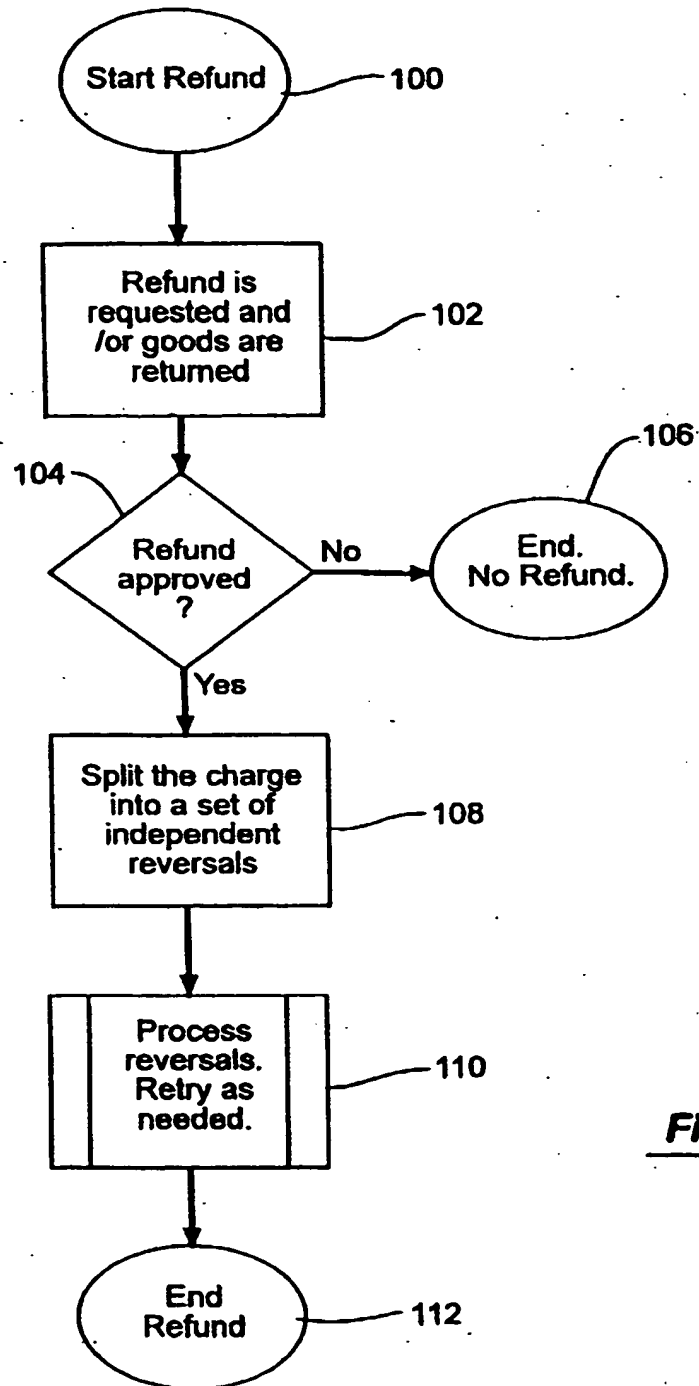 Start Refund
100
Refund is
requested and
/or goods are
returned
102
104
Refund
approved
?
No
106
End.
No Refund.
Yes
Split the charge
into a set of
independent
reversals
108
Process
reversals.
Retry as
needed.
110
End
Refund
112